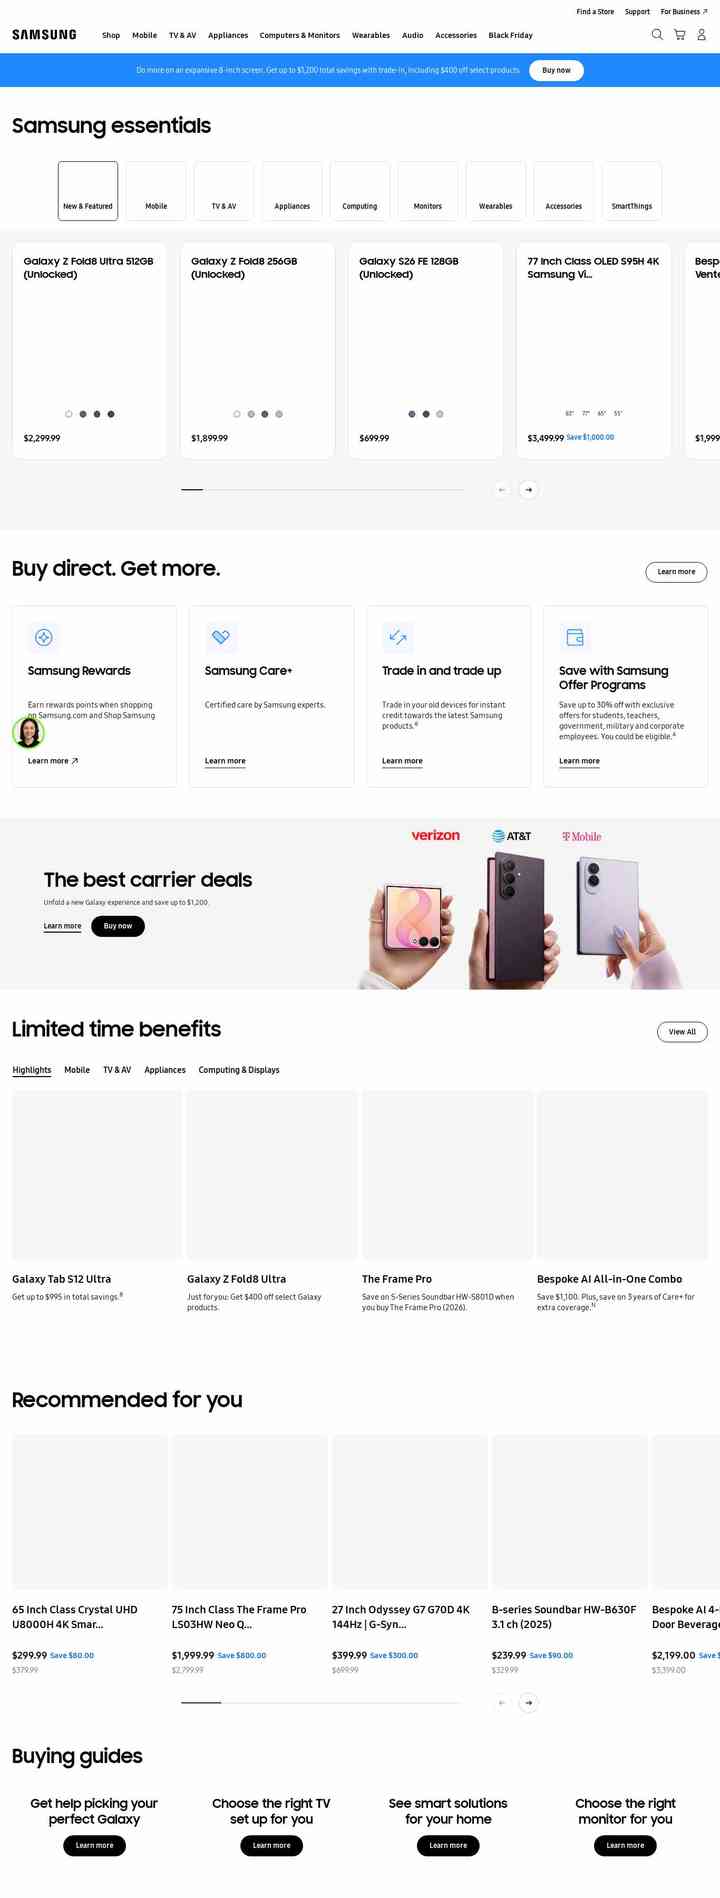 Find a Store Support For Business
SAMSUNG
Shop Mobile TV & AV Appliances Computers & Monitors Wearables Audio Accessories Black Friday
Do more on an expansive 8-inch screen. Get up to $1,200 total savings with trade-in, including $400 off select products. Buy now
Samsung essentials
New & Featured Mobile TV & AV Appliances Computing Monitors Wearables Accessories SmartThings
Galaxy Z Fold8 Ultra 512GB
(Unlocked)
$2,299.99
Galaxy Z Fold8 256GB
(Unlocked)
$1,899.99
Galaxy S26 FE 128GB
(Unlocked)
$699.99
77 Inch Class OLED S95H 4K
Samsung Vi...
83" 77" 65" 55"
$3,499.99 Save $1,000.00
Besp
Vente
$1,999
Buy direct. Get more.
Learn more
Samsung Rewards
Earn rewards points when shopping
on Samsung.com and Shop Samsung
Learn more
Samsung Care+
Certified care by Samsung experts.
Learn more
Trade in and trade up
Trade in your old devices for instant
credit towards the latest Samsung
products.
Learn more
Save with Samsung
Offer Programs
Save up to 30% off with exclusive
offers for students, teachers,
government, military and corporate
employees. You could be eligible.
Learn more
verizon AT&T T Mobile
The best carrier deals
Unfold a new Galaxy experience and save up to $1,200.
Learn more Buy now
Limited time benefits
View All
Highlights Mobile TV & AV Appliances Computing & Displays
Galaxy Tab S12 Ultra
Get up to $995 in total savings.
Galaxy Z Fold8 Ultra
Just for you: Get $400 off select Galaxy
products.
The Frame Pro
Save on S-Series Soundbar HW-S801D when
you buy The Frame Pro (2026).
Bespoke AI All-in-One Combo
Save $1,100. Plus, save on 3 years of Care+ for
extra coverage.
Recommended for you
65 Inch Class Crystal UHD
U8000H 4K Smar...
$299.99 Save $80.00
$379.99
75 Inch Class The Frame Pro
LS03HW Neo Q...
$1,999.99 Save $800.00
$2,799.99
27 Inch Odyssey G7 G70D 4K
144Hz | G-Syn...
$399.99 Save $300.00
$699.99
B-series Soundbar HW-B630F
3.1 ch (2025)
$239.99 Save $90.00
$329.99
Bespoke AI 4-
Door Beverage
$2,199.00 Save $
$3,399.00
Buying guides
Get help picking your
perfect Galaxy
Learn more
Choose the right TV
set up for you
Learn more
See smart solutions
for your home
Learn more
Choose the right
monitor for you
Learn more